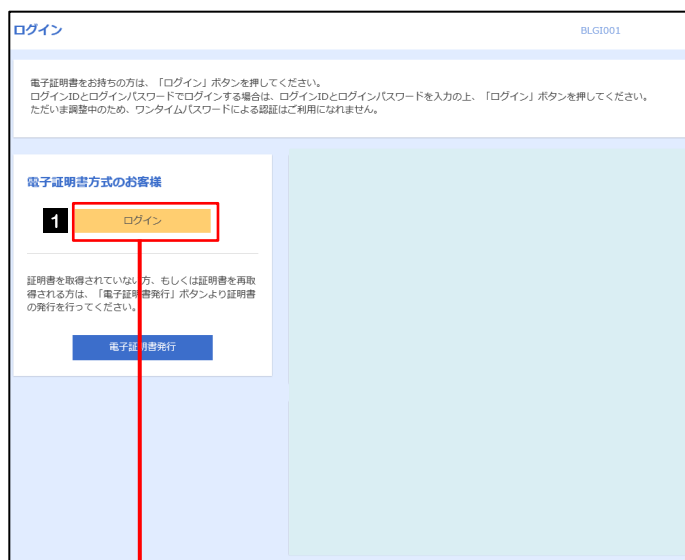 ログイン
BLGI001
電子証明書をお持ちの方は、「ログイン」ボタンを押してください。
ログインIDとログインパスワードでログインする場合は、ログインIDとログインパスワードを入力の上、「ログイン」ボタンを押してください。
ただいま調整中のため、ワンタイムパスワードによる認証はご利用になれません。
電子証明書方式のお客様
1
ログイン
証明書を取得されていない方、もしくは証明書を再取
得される方は、「電子証明書発行」ボタンより証明書
の発行を行ってください。
電子証明書発行